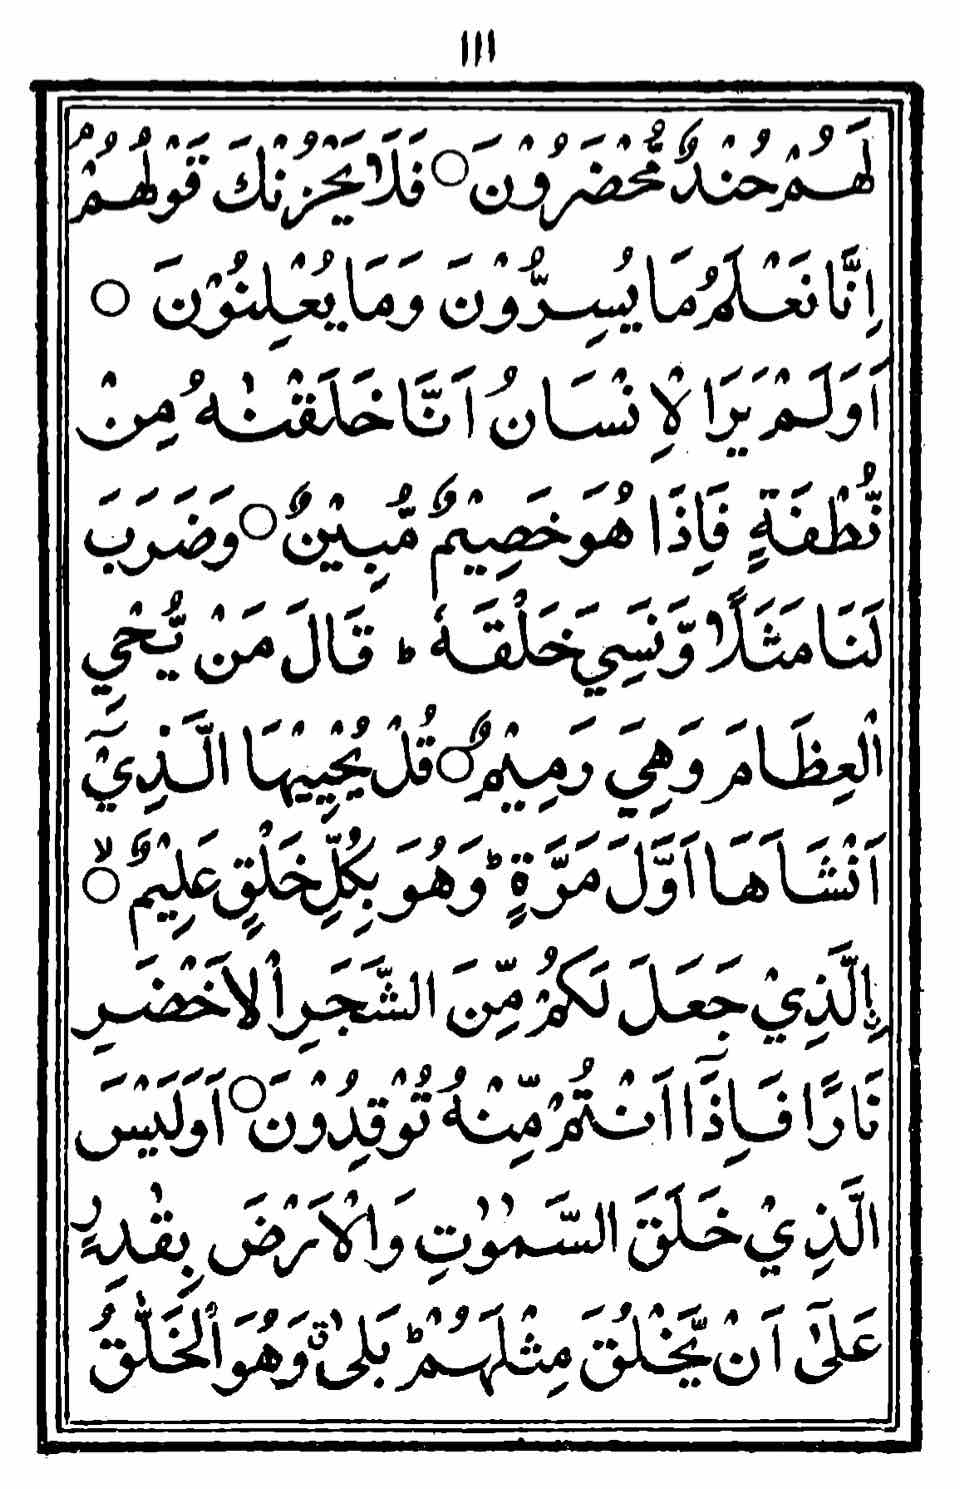 ١١١
لَهُمْ جُنْدٌ مُّحْضَرُوْنَ ○ فَلَا يَحْزُنْكَ قَوْلُهُمْ ۘ
اِنَّا نَعْلَمُ مَا يُسِرُّوْنَ وَمَا يُعْلِنُوْنَ ○
اَوَلَمْ يَرَ الْاِنْسَانُ اَنَّا خَلَقْنٰهُ مِنْ
نُّطْفَةٍ فَاِذَا هُوَ خَصِيْمٌ مُّبِيْنٌ ○ وَضَرَبَ
لَنَا مَثَلًا وَّنَسِيَ خَلْقَهٗ ؕ قَالَ مَنْ يُّحْيِ
الْعِظَامَ وَهِيَ رَمِيْمٌ ○ قُلْ يُحْيِيْهَا الَّذِيْٓ
اَنْشَاَهَا اَوَّلَ مَرَّةٍ ؕ وَهُوَ بِكُلِّ خَلْقٍ عَلِيْمٌ ۙ○
ِالَّذِيْ جَعَلَ لَكُمْ مِّنَ الشَّجَرِ الْاَخْضَرِ
نَارًا فَاِذَآ اَنْتُمْ مِّنْهُ تُوْقِدُوْنَ ○ اَوَلَيْسَ
الَّذِيْ خَلَقَ السَّمٰوٰتِ وَالْاَرْضَ بِقٰدِرٍ
عَلٰٓى اَنْ يَّخْلُقَ مِثْلَهُمْ ؕ بَلٰى ۗ وَهُوَ الْخَلّٰقُ